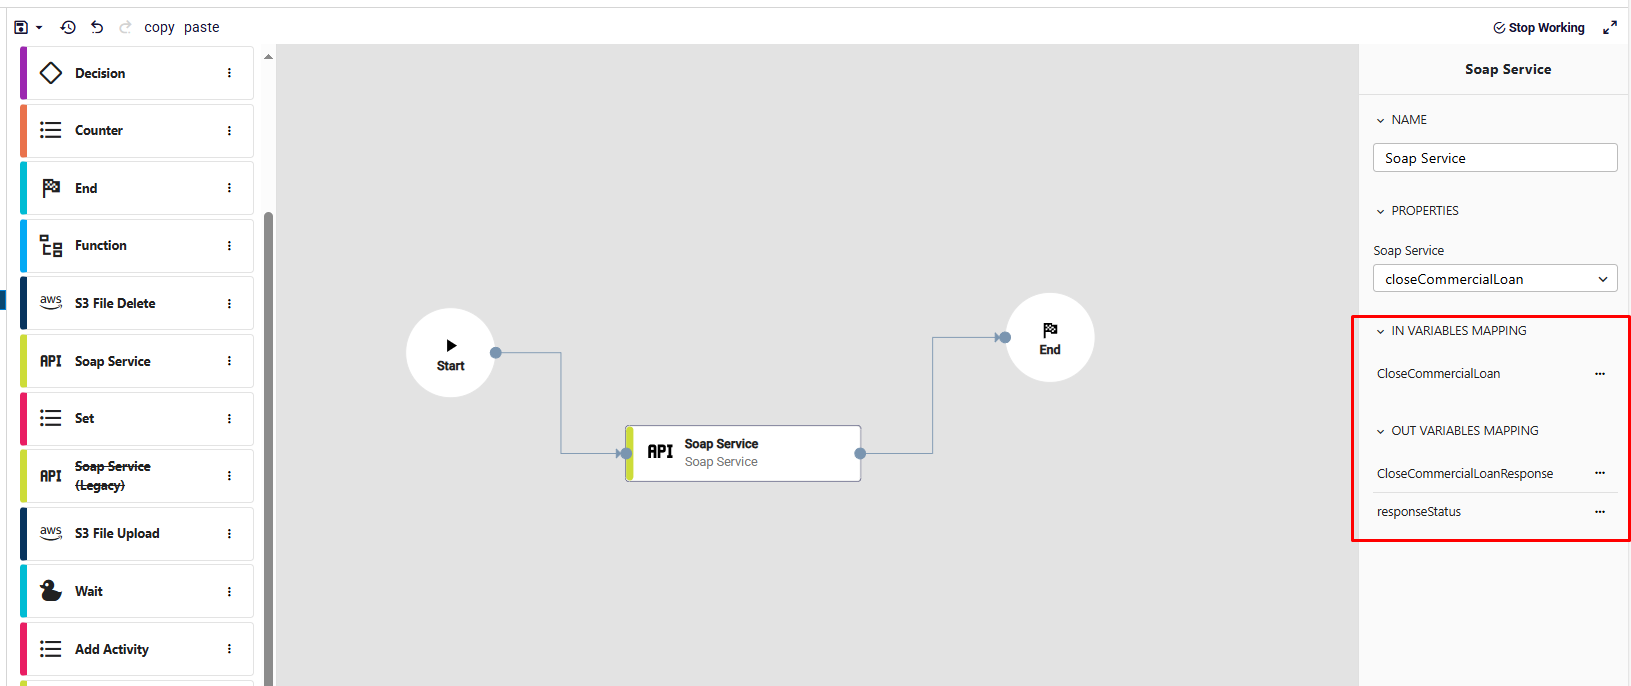 copy paste
Stop Working
Decision
Counter
End
Function
aws S3 File Delete
API Soap Service
Set
API Soap Service
(Legacy)
aws S3 File Upload
Wait
Add Activity
Start
API Soap Service
Soap Service
End
Soap Service
NAME
Soap Service
PROPERTIES
Soap Service
closeCommercialLoan
IN VARIABLES MAPPING
CloseCommercialLoan
OUT VARIABLES MAPPING
CloseCommercialLoanResponse
responseStatus